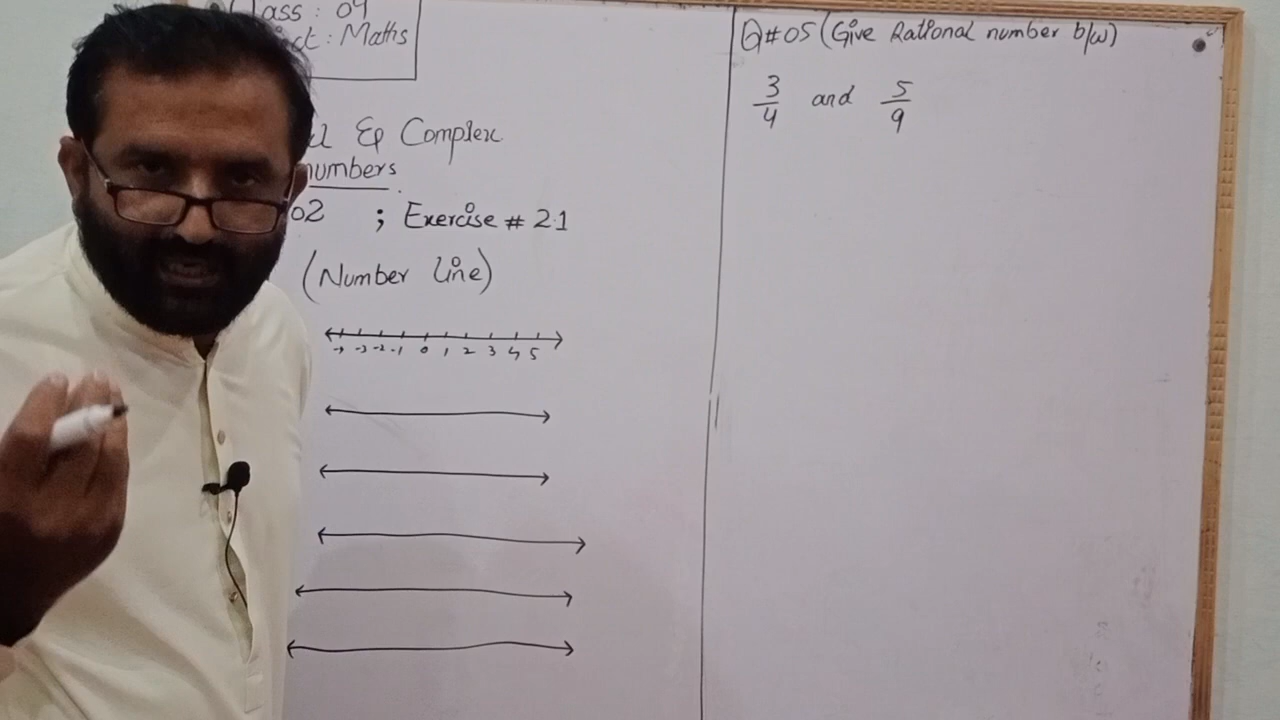 ass : 09
ct : Maths
l & Complex
numbers
02 ; Exercise # 2.1
(Number line)
-3 -2 -1 0 1 2 3 4 5
Q#05 (Give Rational number b/w)
3/4 and 5/9